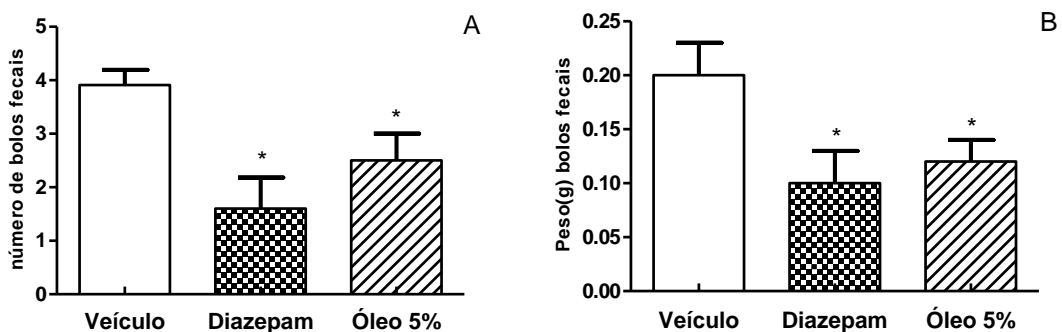 A
número de bolos fecais
5
4
3
2
1
0
*
*
Veículo
Diazepam
Óleo 5%
B
Peso(g) bolos fecais
0.25
0.20
0.15
0.10
0.05
0.00
*
*
Veículo
Diazepam
Óleo 5%